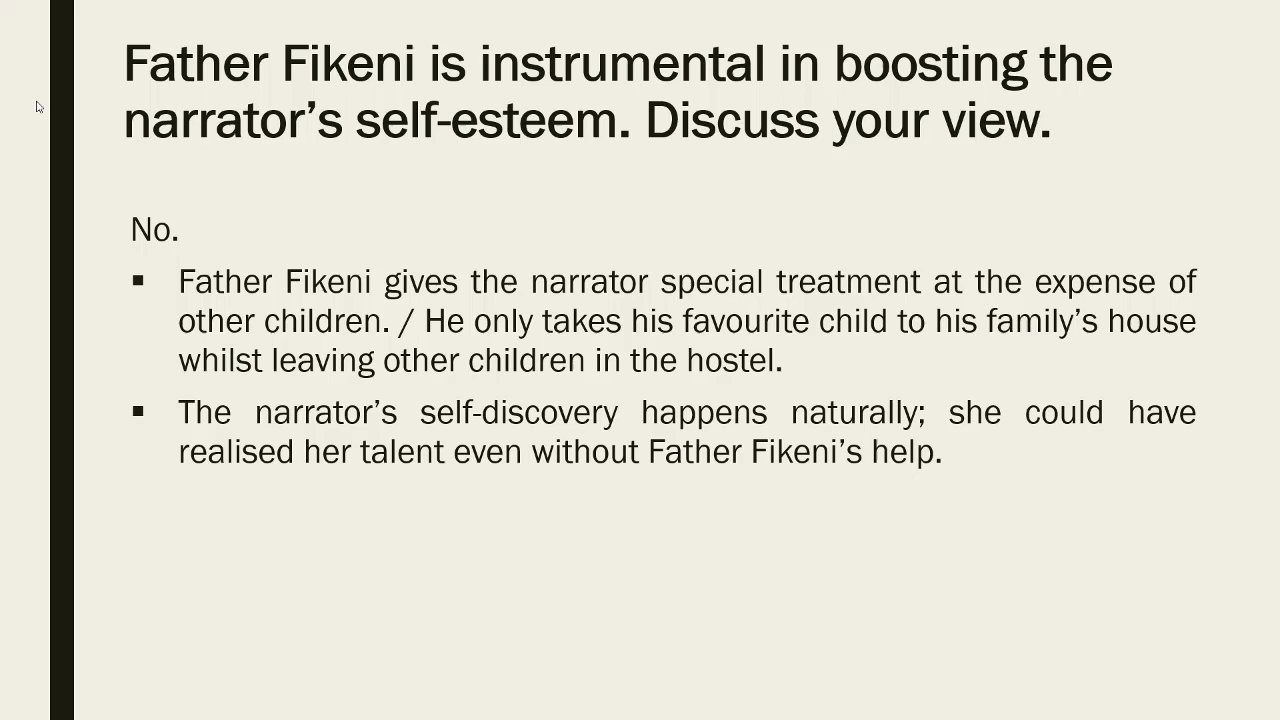 Father Fikeni is instrumental in boosting the
narrator’s self-esteem. Discuss your view.
No.
▪ Father Fikeni gives the narrator special treatment at the expense of
other children. / He only takes his favourite child to his family’s house
whilst leaving other children in the hostel.
▪ The narrator’s self-discovery happens naturally; she could have
realised her talent even without Father Fikeni’s help.